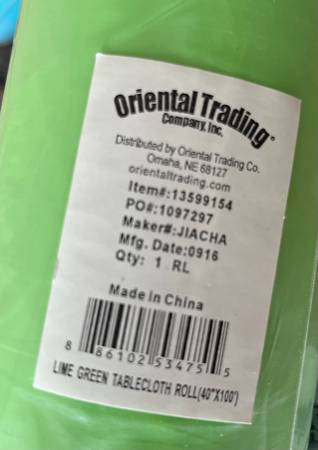 Oriental Trading®
Company, Inc.
Distributed by Oriental Trading Co.
Omaha, NE 68127
orientaltrading.com
Item#:13599154
PO#:1097297
Maker#:JIACHA
Mfg. Date:0916
Qty: 1 RL
Made in China
8 86102 53475 5
LIME GREEN TABLECLOTH ROLL(40"X100')